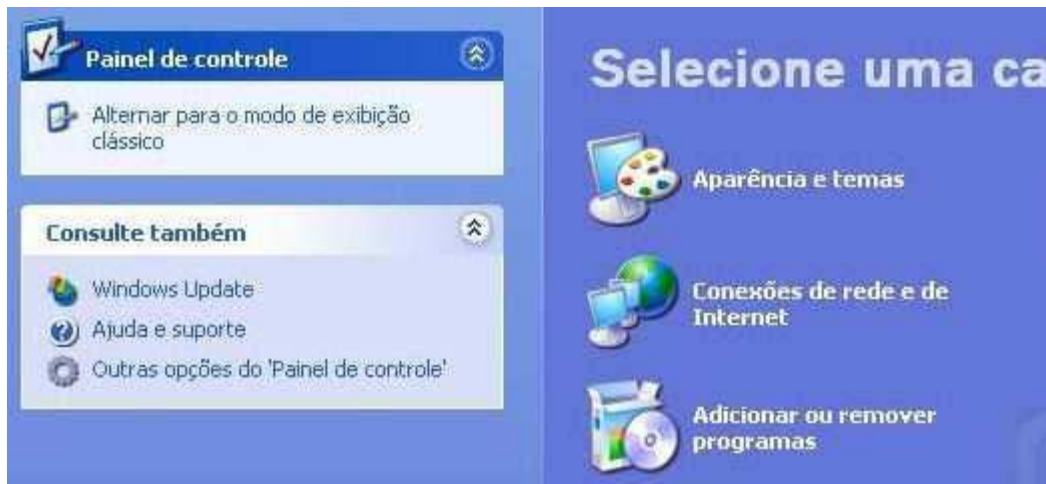 Painel de controle
Alternar para o modo de exibição
clássico
Consulte também
Windows Update
Ajuda e suporte
Outras opções do 'Painel de controle'
Selecione uma ca
Aparência e temas
Conexões de rede e de
Internet
Adicionar ou remover
programas